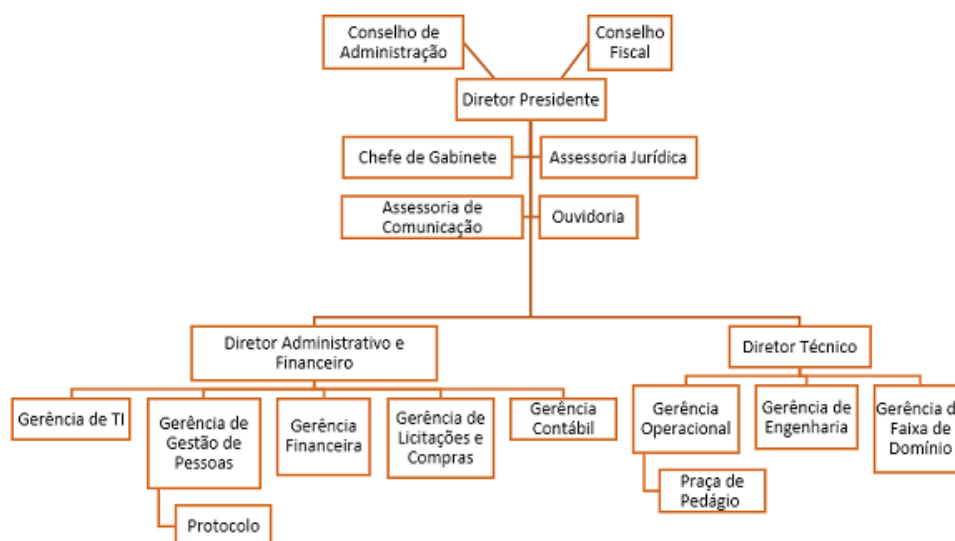 Conselho de
Administração
Conselho
Fiscal
Diretor Presidente
Chefe de Gabinete
Assessoria Jurídica
Assessoria de
Comunicação
Ouvidoria
Diretor Administrativo e
Financeiro
Diretor Técnico
Gerência de TI
Gerência de
Gestão de
Pessoas
Gerência
Financeira
Gerência de
Licitações e
Compras
Gerência
Contábil
Gerência
Operacional
Gerência de
Engenharia
Gerência d
Faixa de
Domínio
Praça de
Pedágio
Protocolo